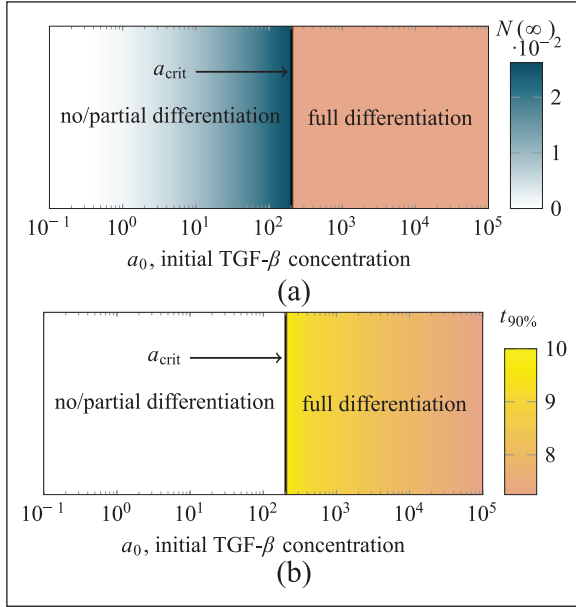 N(∞)
·10⁻²
a_crit
no/partial differentiation
full differentiation
2
1
0
10⁻¹ 10⁰ 10¹ 10² 10³ 10⁴ 10⁵
a₀, initial TGF-β concentration
(a)
t₉₀%
a_crit
no/partial differentiation
full differentiation
10
9
8
10⁻¹ 10⁰ 10¹ 10² 10³ 10⁴ 10⁵
a₀, initial TGF-β concentration
(b)